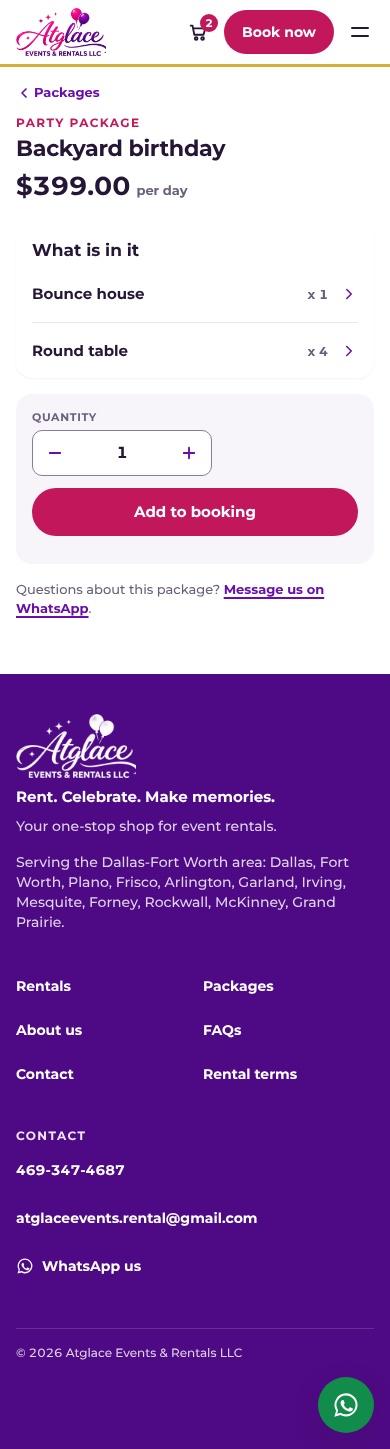 Atglace
EVENTS & RENTALS LLC
2
Book now
Packages
PARTY PACKAGE
Backyard birthday
$399.00 per day
What is in it
Bounce house x 1
Round table x 4
QUANTITY
1
Add to booking
Questions about this package? Message us on
WhatsApp.
Atglace
EVENTS & RENTALS LLC
Rent. Celebrate. Make memories.
Your one-stop shop for event rentals.
Serving the Dallas-Fort Worth area: Dallas, Fort
Worth, Plano, Frisco, Arlington, Garland, Irving,
Mesquite, Forney, Rockwall, McKinney, Grand
Prairie.
Rentals Packages
About us FAQs
Contact Rental terms
CONTACT
469-347-4687
atglaceevents.rental@gmail.com
WhatsApp us
© 2026 Atglace Events & Rentals LLC